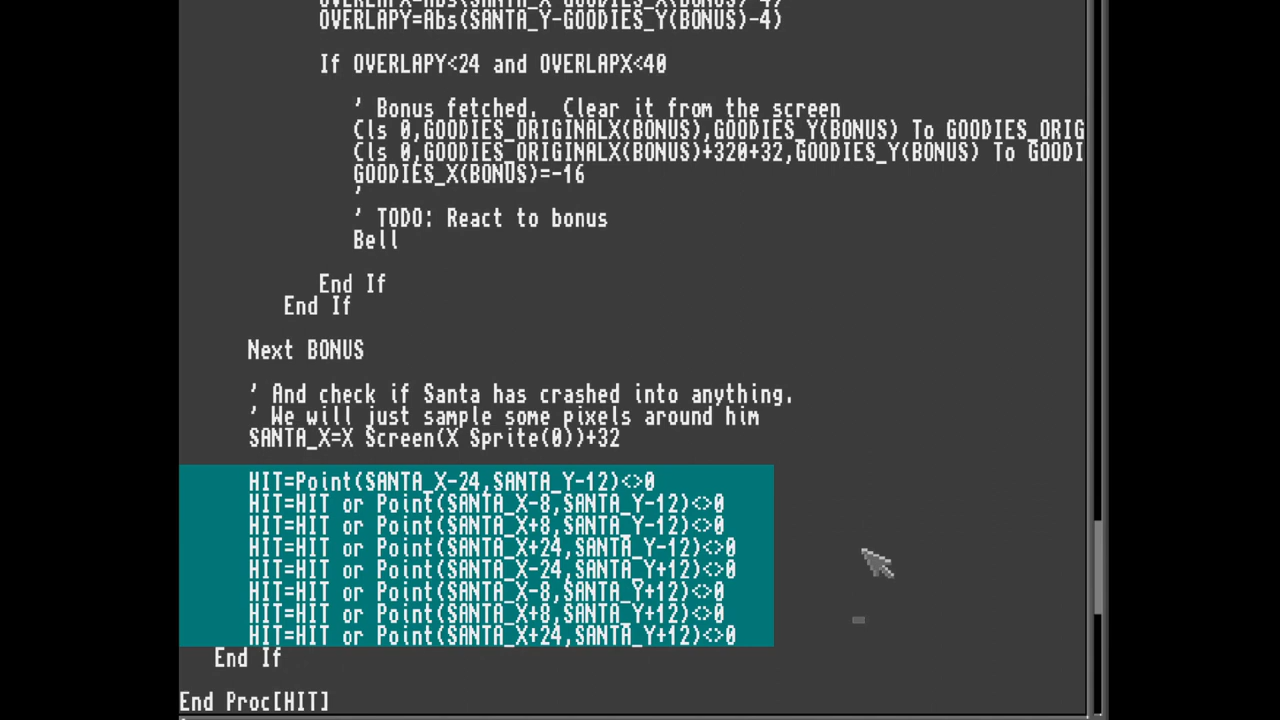 OVERLAPX=Abs(SANTA_X-GOODIES_X(BONUS)-4)
OVERLAPY=Abs(SANTA_Y-GOODIES_Y(BONUS)-4)
If OVERLAPY<24 and OVERLAPX<40
' Bonus fetched.  Clear it from the screen
Cls 0,GOODIES_ORIGINALX(BONUS),GOODIES_Y(BONUS) To GOODIES_ORIG
Cls 0,GOODIES_ORIGINALX(BONUS)+320+32,GOODIES_Y(BONUS) To GOODI
GOODIES_X(BONUS)=-16
'
' TODO: React to bonus
Bell
End If
End If
Next BONUS
' And check if Santa has crashed into anything.
' We will just sample some pixels around him
SANTA_X=X Screen(X Sprite(0))+32
HIT=Point(SANTA_X-24,SANTA_Y-12)<>0
HIT=HIT or Point(SANTA_X-8,SANTA_Y-12)<>0
HIT=HIT or Point(SANTA_X+8,SANTA_Y-12)<>0
HIT=HIT or Point(SANTA_X+24,SANTA_Y-12)<>0
HIT=HIT or Point(SANTA_X-24,SANTA_Y+12)<>0
HIT=HIT or Point(SANTA_X-8,SANTA_Y+12)<>0
HIT=HIT or Point(SANTA_X+8,SANTA_Y+12)<>0
HIT=HIT or Point(SANTA_X+24,SANTA_Y+12)<>0
End If
End Proc[HIT]